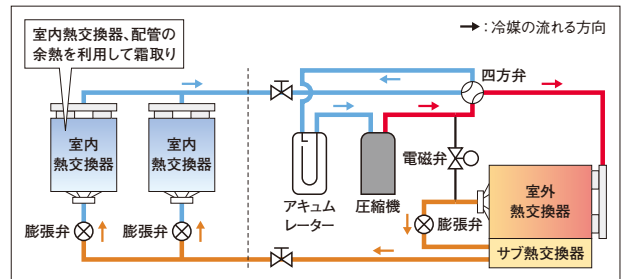 室内熱交換器、配管の
余熱を利用して霜取り
→：冷媒の流れる方向
四方弁
室内
熱交換器
室内
熱交換器
電磁弁
アキュム
レーター
圧縮機
室外
熱交換器
膨張弁
膨張弁
膨張弁
サブ熱交換器